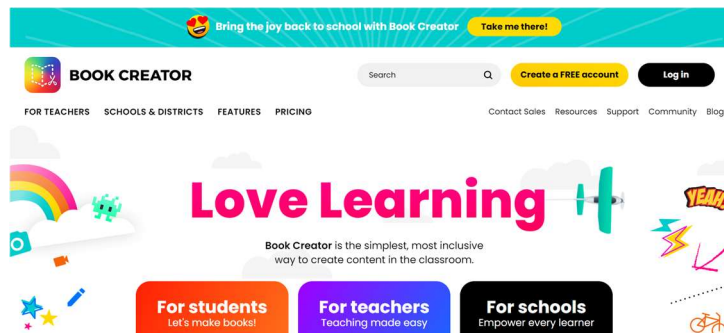 Bring the joy back to school with Book Creator Take me there!
BOOK CREATOR
Search
Create a FREE account
Log in
FOR TEACHERS SCHOOLS & DISTRICTS FEATURES PRICING
Contact Sales Resources Support Community Blog
Love Learning
YEAH
Book Creator is the simplest, most inclusive
way to create content in the classroom.
For students
Let's make books!
For teachers
Teaching made easy
For schools
Empower every learner